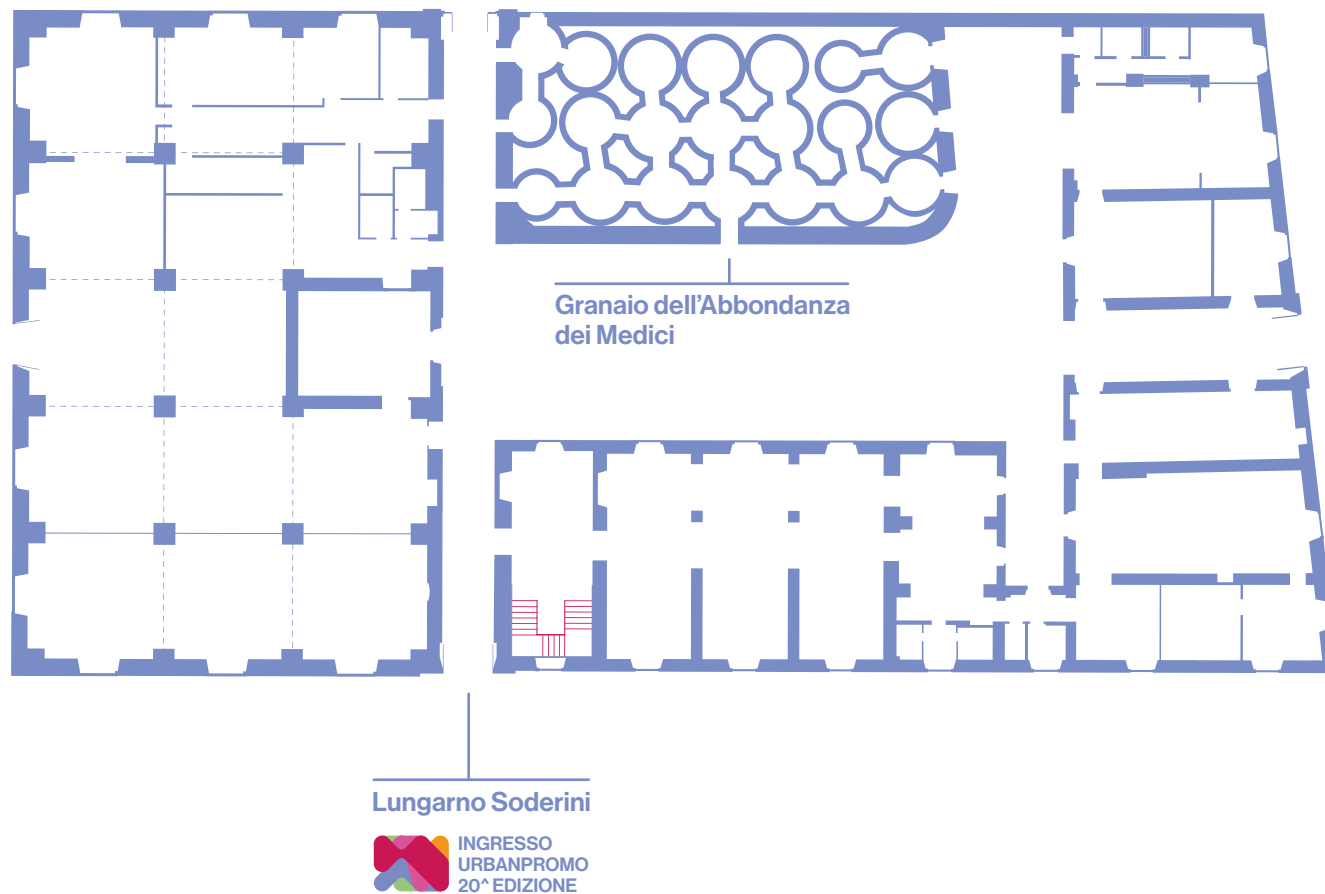 Granaio dell'Abbondanza
dei Medici
Lungarno Soderini
INGRESSO
URBANPROMO
20^ EDIZIONE